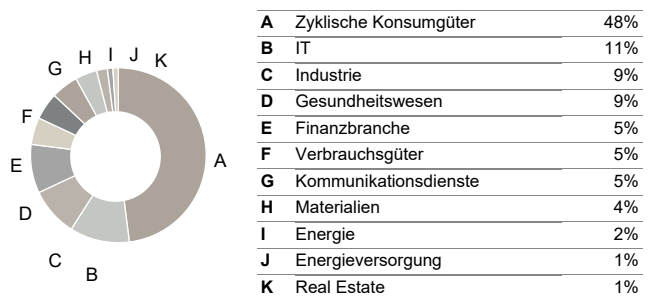 A Zyklische Konsumgüter 48%
B IT 11%
C Industrie 9%
D Gesundheitswesen 9%
E Finanzbranche 5%
F Verbrauchsgüter 5%
G Kommunikationsdienste 5%
H Materialien 4%
I Energie 2%
J Energieversorgung 1%
K Real Estate 1%
A
B
C
D
E
F
G
H
I
J
K